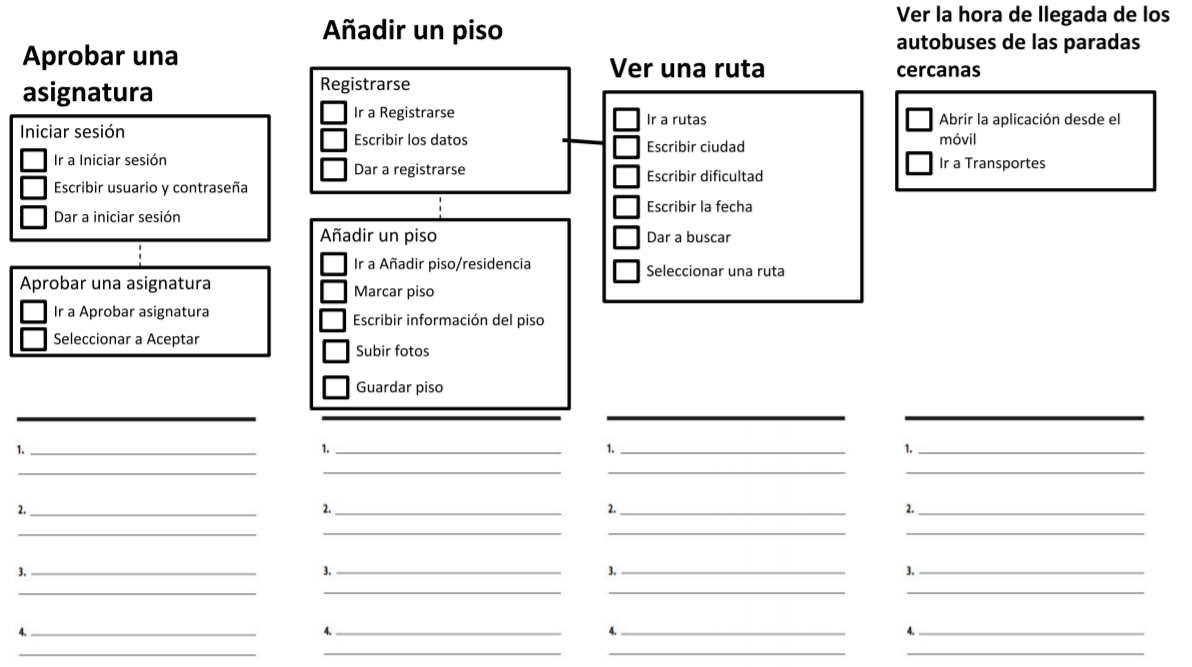 Aprobar una
asignatura
Iniciar sesión
Ir a Iniciar sesión
Escribir usuario y contraseña
Dar a iniciar sesión
Aprobar una asignatura
Ir a Aprobar asignatura
Seleccionar a Aceptar
1.
2.
3.
4.
Añadir un piso
Registrarse
Ir a Registrarse
Escribir los datos
Dar a registrarse
Añadir un piso
Ir a Añadir piso/residencia
Marcar piso
Escribir información del piso
Subir fotos
Guardar piso
1.
2.
3.
4.
Ver una ruta
Ir a rutas
Escribir ciudad
Escribir dificultad
Escribir la fecha
Dar a buscar
Seleccionar una ruta
1.
2.
3.
4.
Ver la hora de llegada de los
autobuses de las paradas
cercanas
Abrir la aplicación desde el
móvil
Ir a Transportes
1.
2.
3.
4.